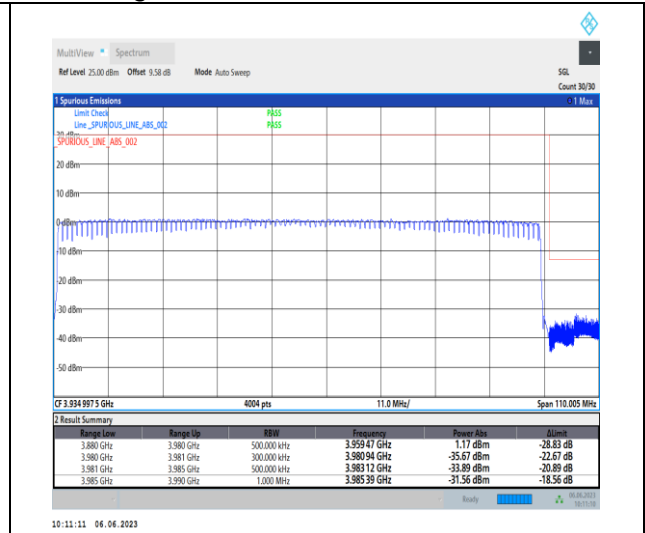 MultiView Spectrum
Ref Level 25.00 dBm Offset 9.58 dB Mode Auto Sweep SGL
Count 30/30
1 Spurious Emissions 1 Max
Limit Check PASS
Line _SPURIOUS_LINE_ABS_002 PASS
_SPURIOUS_LINE_ABS_002
20 dBm
10 dBm
0 dBm
-10 dBm
-20 dBm
-30 dBm
-40 dBm
-50 dBm
CF 3.934 997 5 GHz 4004 pts 11.0 MHz/ Span 110.005 MHz
2 Result Summary
Range Low Range Up RBW Frequency Power Abs ΔLimit
3.880 GHz 3.980 GHz 500.000 kHz 3.959 47 GHz 1.17 dBm -28.83 dB
3.980 GHz 3.981 GHz 300.000 kHz 3.980 94 GHz -35.67 dBm -22.67 dB
3.981 GHz 3.985 GHz 500.000 kHz 3.983 12 GHz -33.89 dBm -20.89 dB
3.985 GHz 3.990 GHz 1.000 MHz 3.985 39 GHz -31.56 dBm -18.56 dB
Ready 06.06.2023
10:11:10
10:11:11 06.06.2023